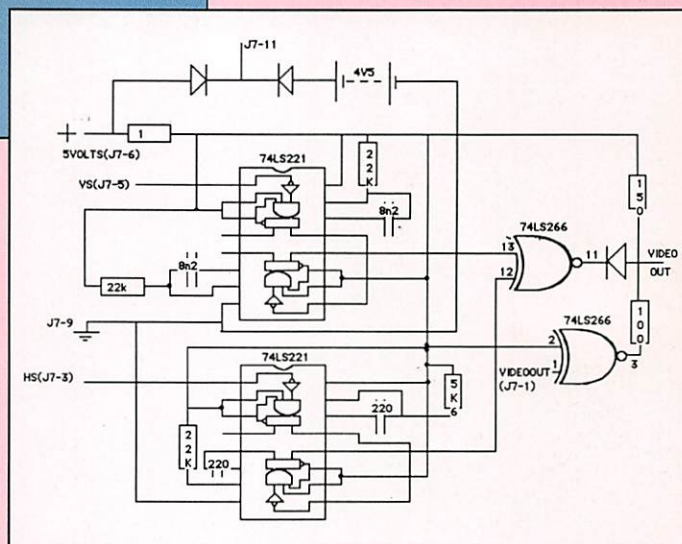 J7-11
4V5
1
5VOLTS(J7-6)
74LS221
22K
150
VS(J7-5)
8n2
74LS266
13
11
VIDEO
OUT
12
8n2
22k
100
J7-9
74LS266
2
74LS221
3
HS(J7-3)
VIDEOOUT
(J7-1)
1
5K6
220
22K
220